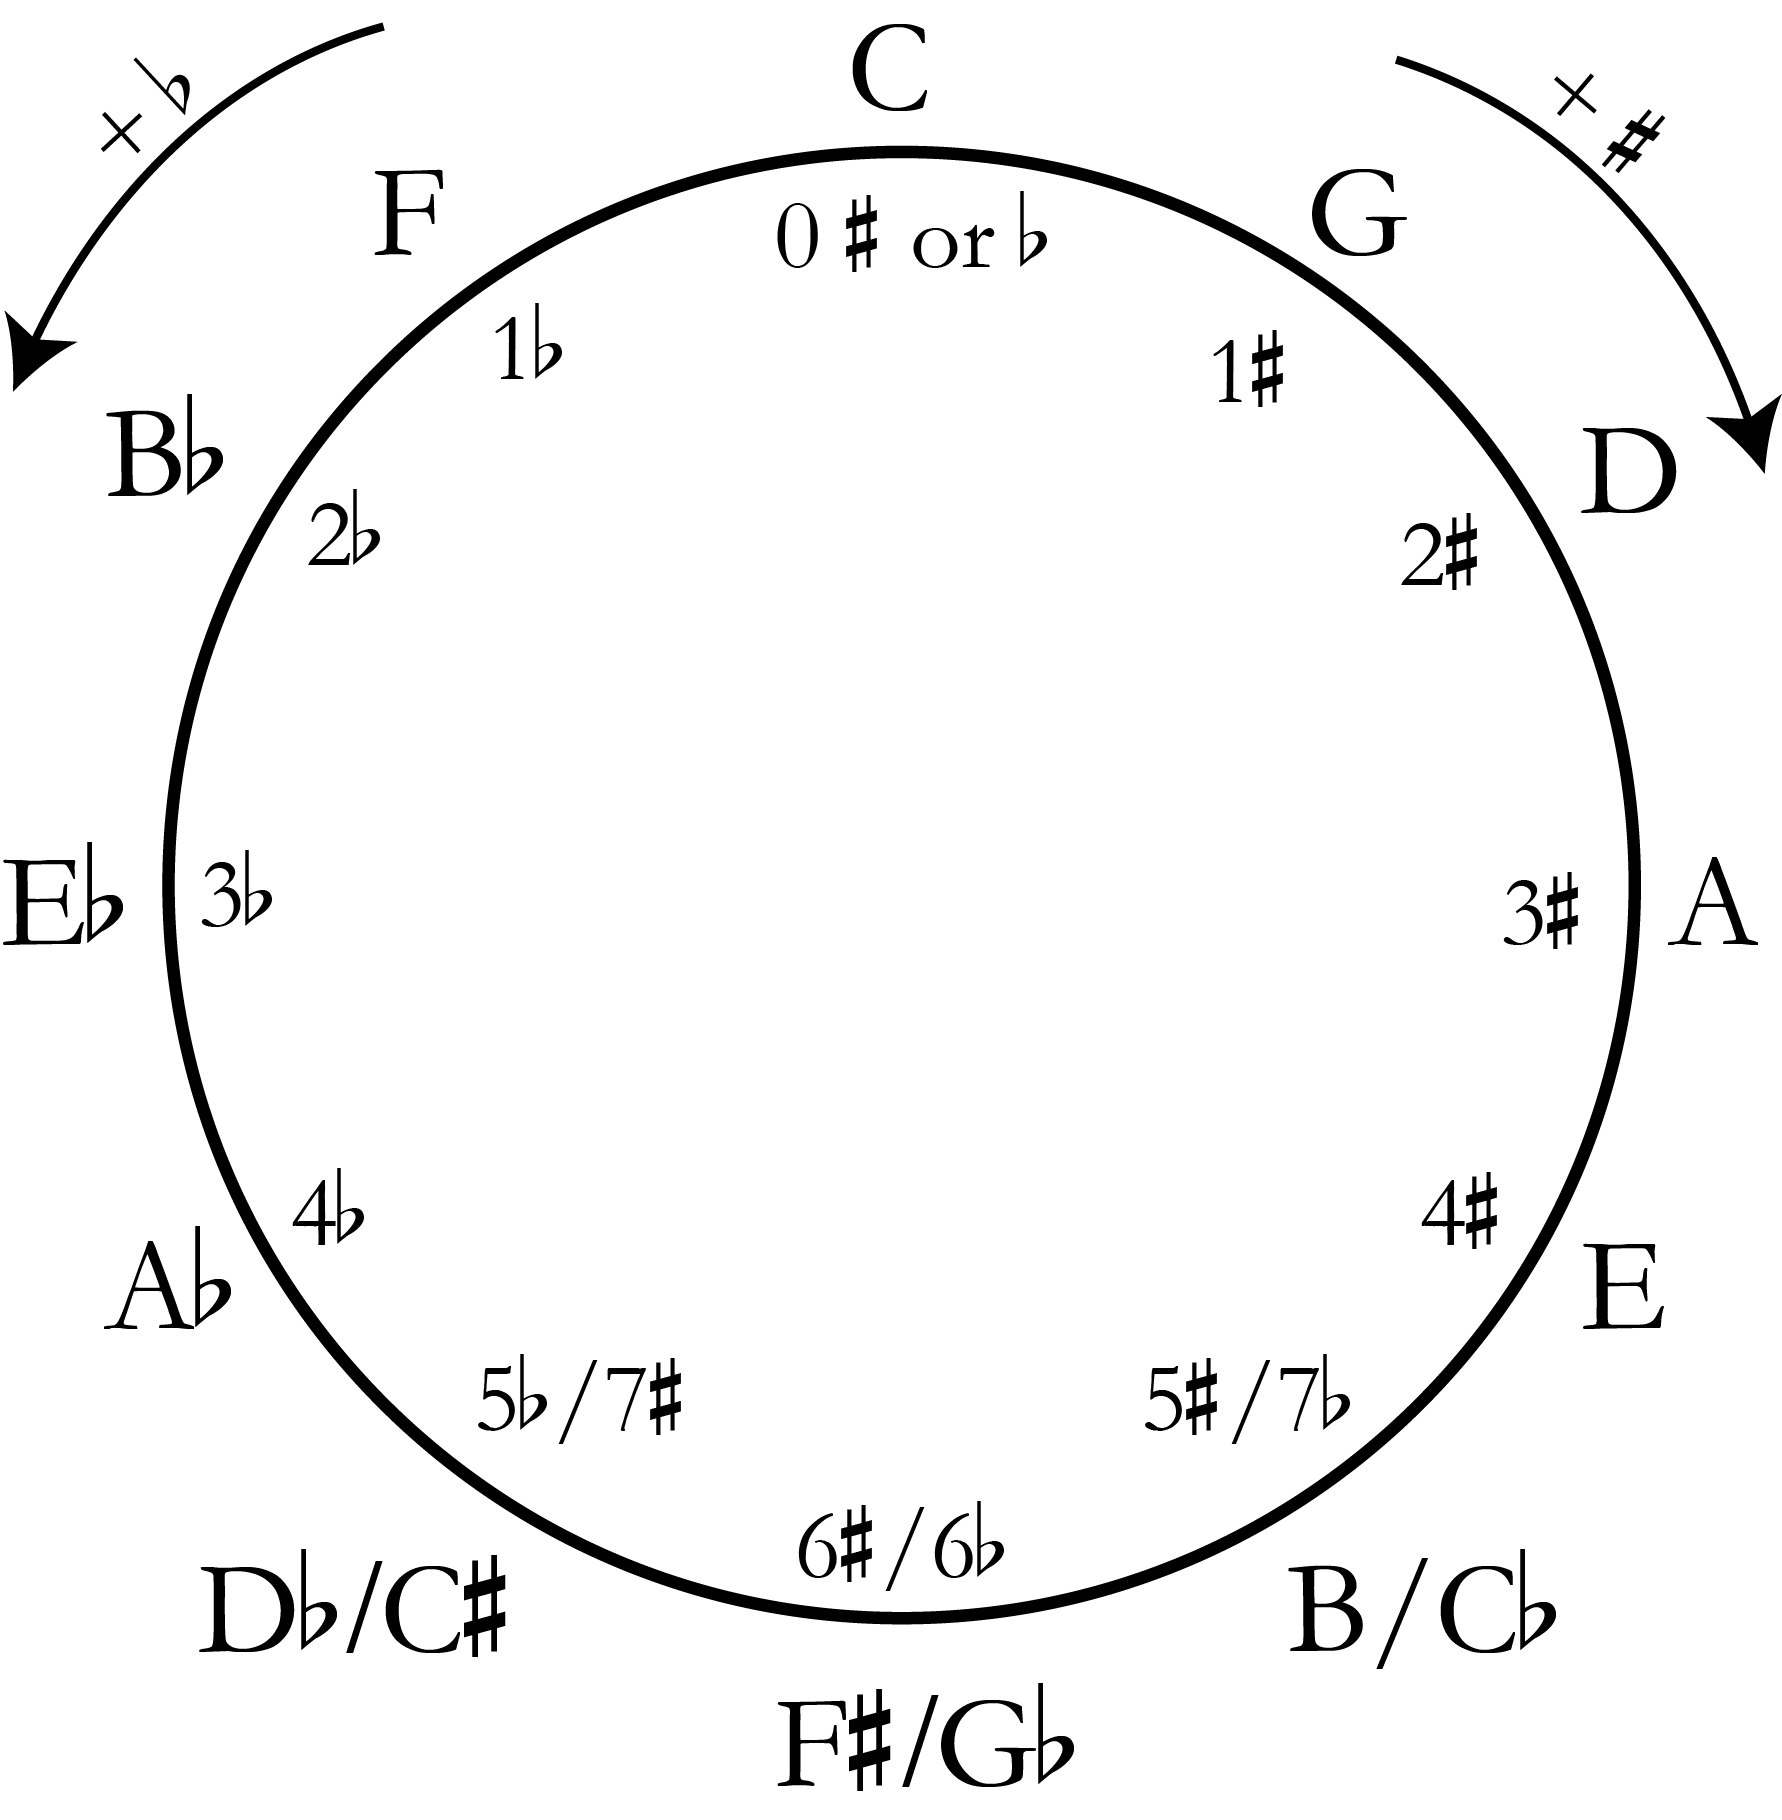 C
+ ♭
+ ♯
F
G
0 ♯ or ♭
1♭
1♯
B♭
D
2♭
2♯
E♭
3♭
3♯
A
4♭
4♯
A♭
E
5♭/7♯
5♯/7♭
6♯/6♭
D♭/C♯
B/C♭
F♯/G♭